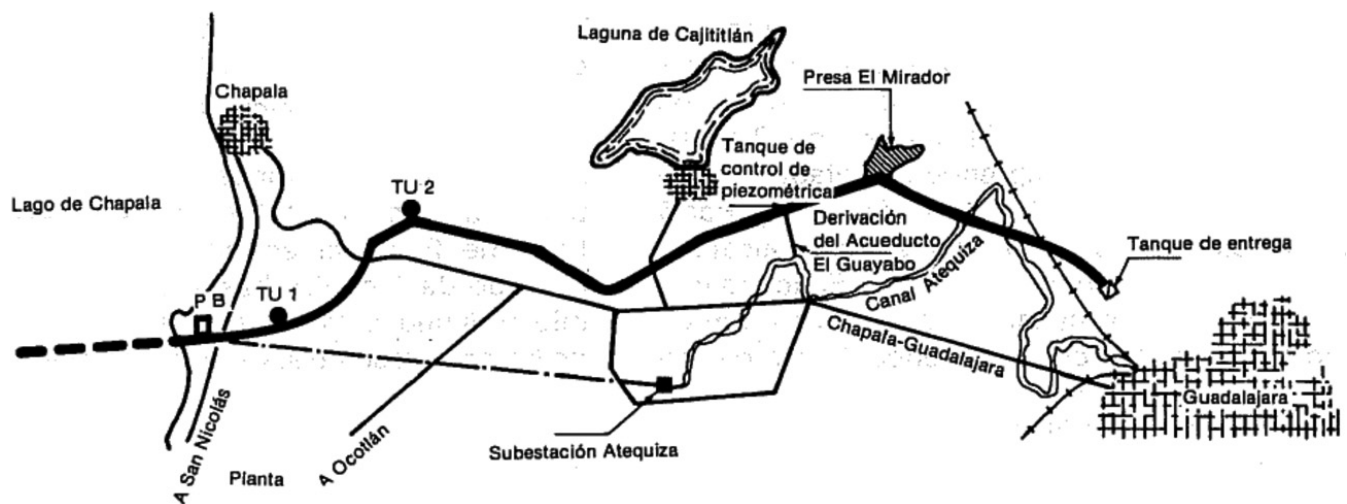 Laguna de Cajititlán
Presa El Mirador
Chapala
Tanque de
control de
piezométrica
TU 2
Lago de Chapala
Derivación
del Acueducto
El Guayabo
Canal Atequiza
Tanque de entrega
P B
TU 1
Chapala-Guadalajara
Guadalajara
Subestación Atequiza
A San Nicolás
Planta
A Ocotlán